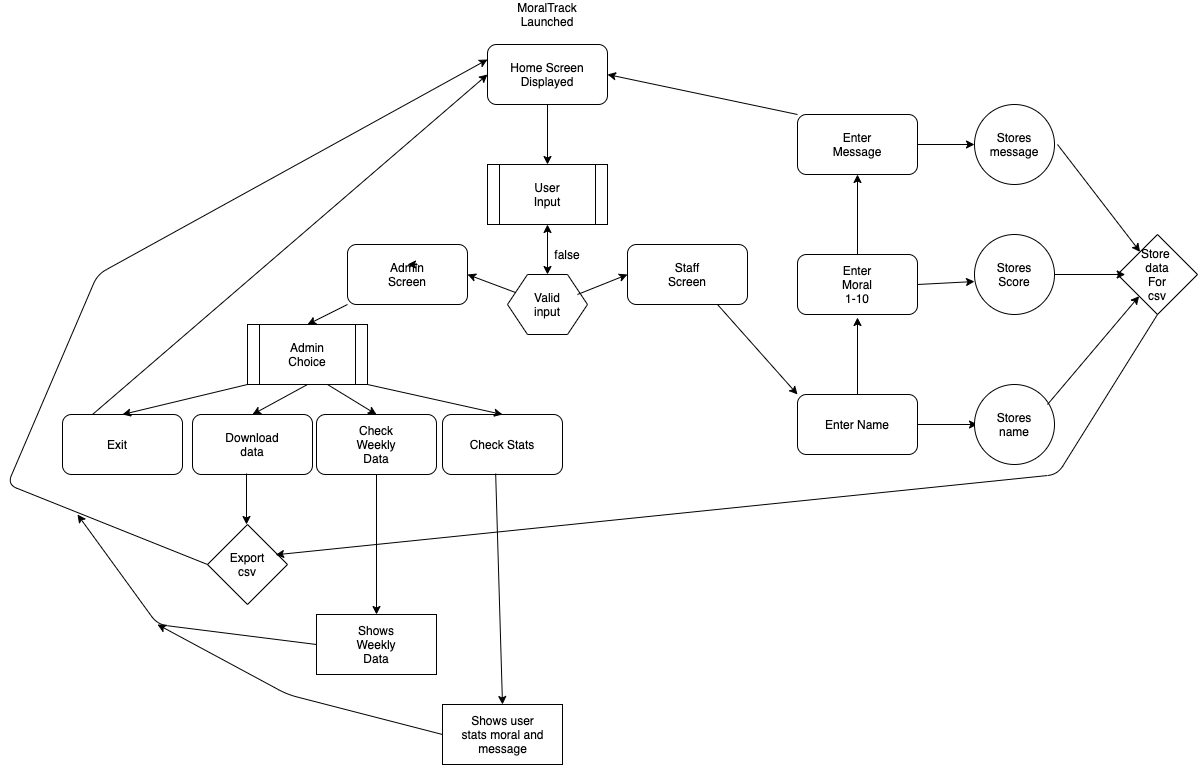 MoralTrack
Launched
Home Screen
Displayed
User
Input
false
Valid
input
Admin
Screen
Staff
Screen
Admin
Choice
Exit
Download
data
Check
Weekly
Data
Check Stats
Export
csv
Shows
Weekly
Data
Shows user
stats moral and
message
Enter
Message
Stores
message
Enter
Moral
1-10
Stores
Score
Enter Name
Stores
name
Store
data
For
csv